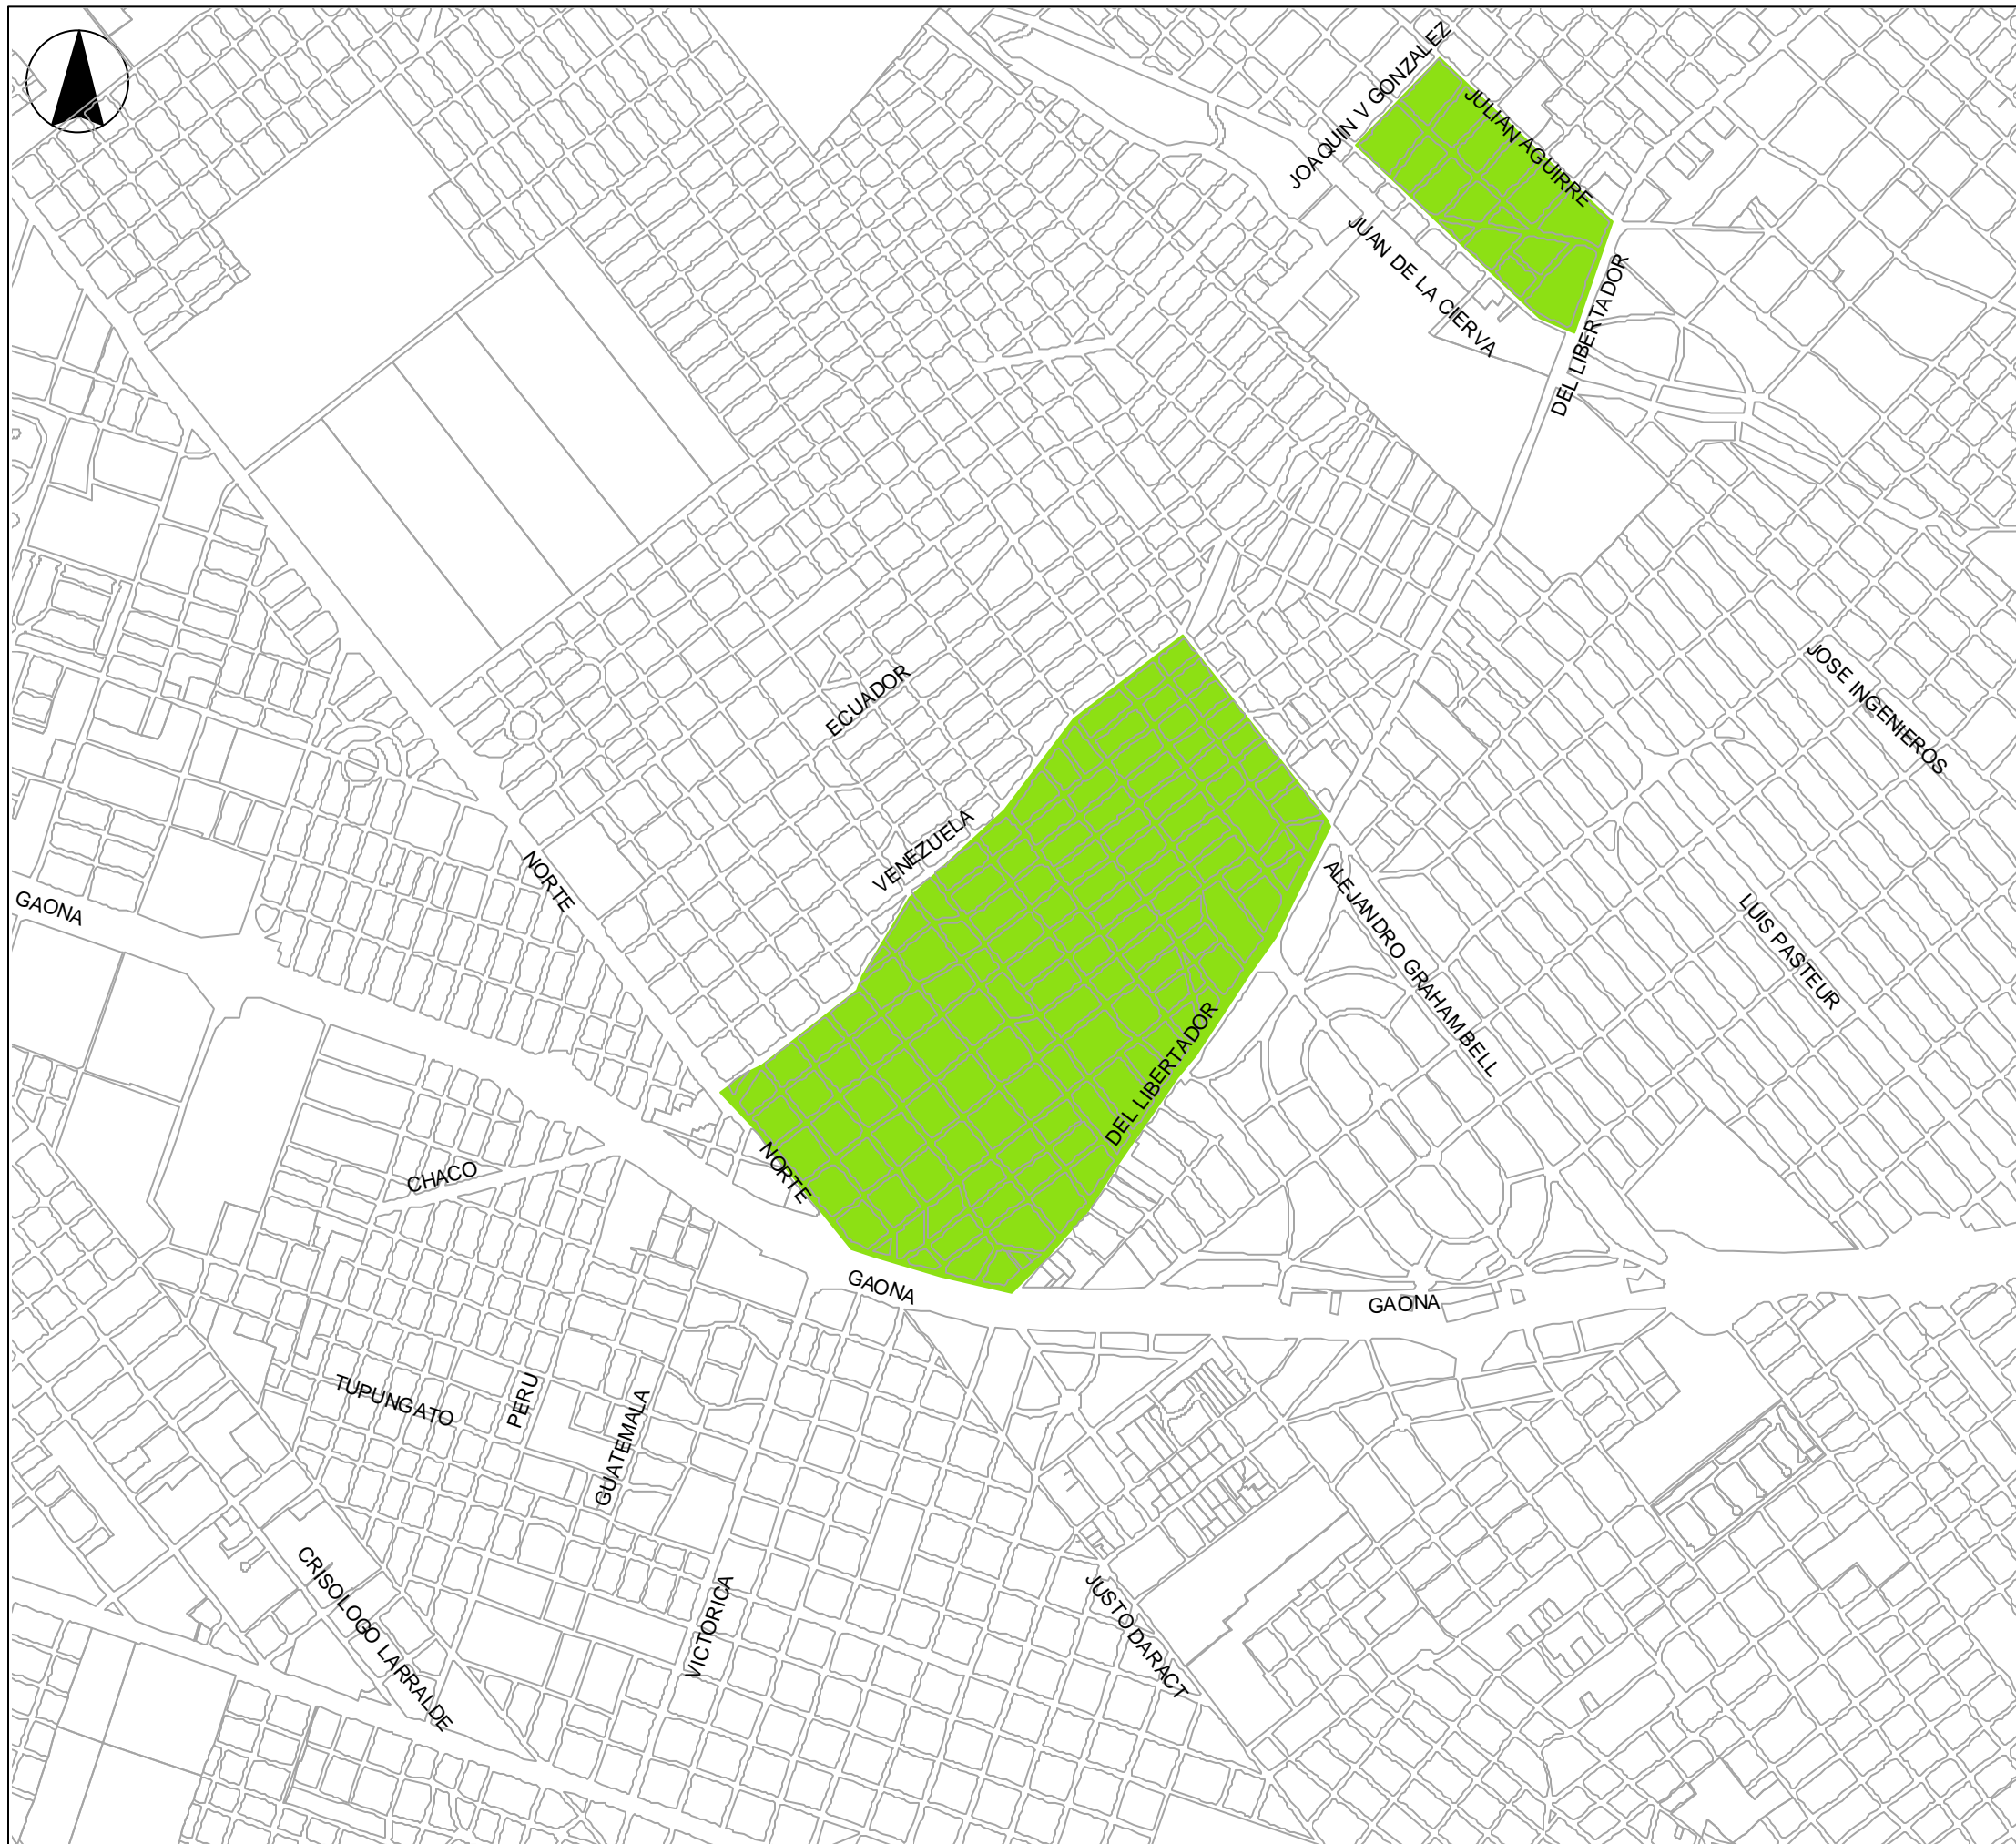 JOAQUIN V GONZALEZ
JULIAN AGUIRRE
JUAN DE LA CIERVA
DEL LIBERTADOR
ECUADOR
JOSE INGENIEROS
VENEZUELA
NORTE
ALEJANDRO GRAHAM BELL
GAONA
LUIS PASTEUR
DEL LIBERTADOR
NORTE
CHACO
GAONA
GAONA
TUPUNGATO
PERU
GUATEMALA
CRISOLOGO LARRALDE
VICTORICA
JUSTO DARACT